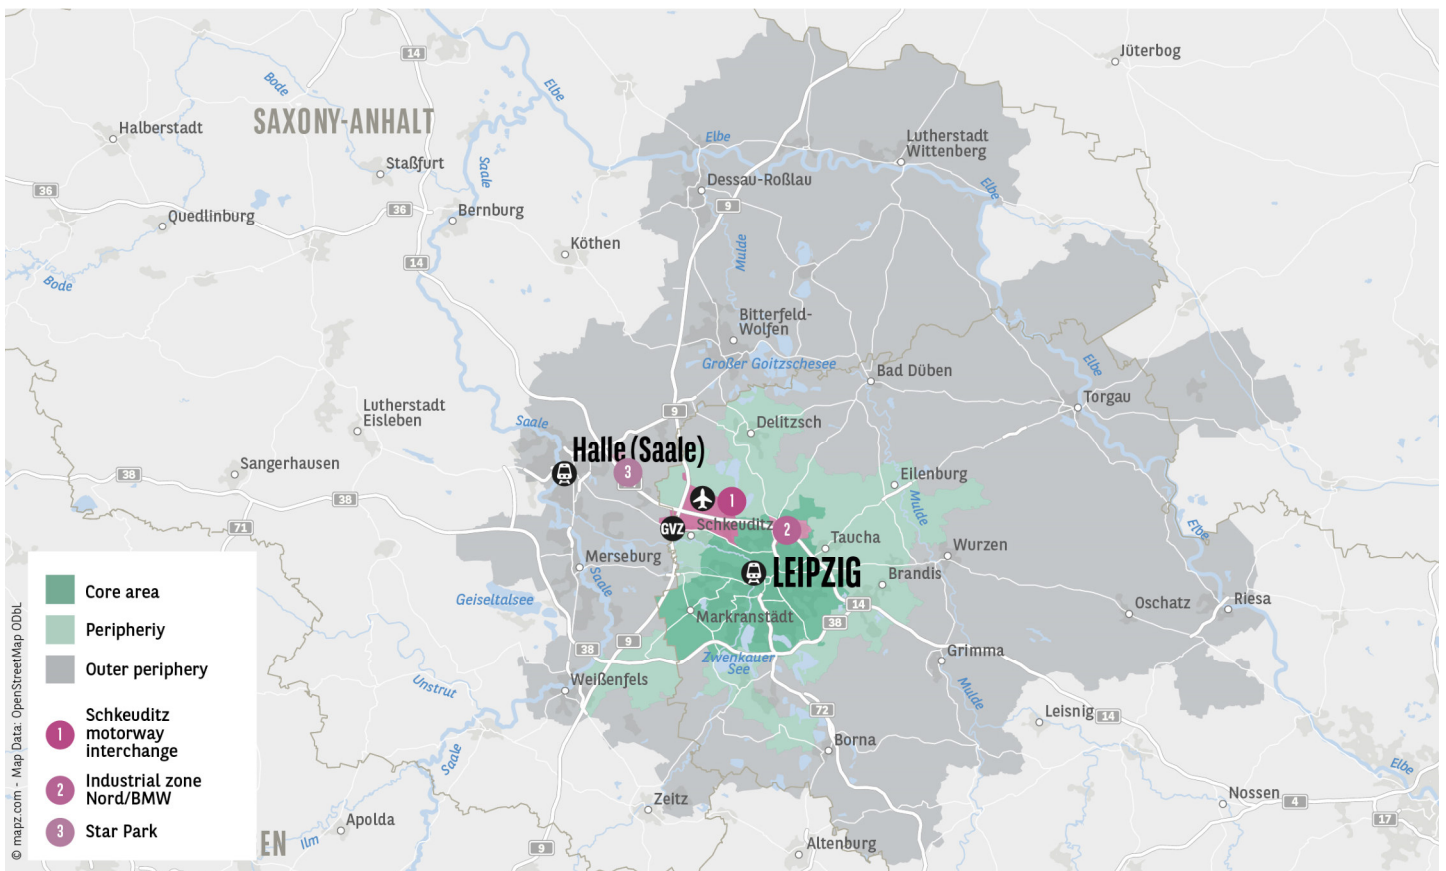 Jüterbog
14
Bode
Elbe
SAXONY-ANHALT
Halberstadt
Elbe
Lutherstadt
Wittenberg
Staßfurt
Saale
Dessau-Roßlau
Elbe
36
36
9
Quedlinburg
Bernburg
Köthen
Mulde
14
Bode
Bitterfeld-
Wolfen
Großer Goitzschesee
Elbe
Bad Düben
Torgau
Lutherstadt
Eisleben
9
Saale
Delitzsch
Halle (Saale)
Sangerhausen
38
3
Eilenburg
38
1
Mulde
71
GVZ
Schkeuditz
2
Taucha
Elbe
Wurzen
Merseburg
LEIPZIG
Brandis
Saale
Geiseltalsee
Markranstädt
14
Oschatz
Riesa
38
9
38
Grimma
Zwenkauer
See
Weißenfels
Unstrut
Mulde
72
Leisnig
14
Borna
Saale
Elbe
Zeitz
Nossen
4
17
Apolda
Ilm
EN
9
Altenburg
Core area
Peripheriy
Outer periphery
1
Schkeuditz
motorway
interchange
2
Industrial zone
Nord/BMW
3
Star Park
© mapz.com - Map Data: OpenStreetMap ODbL